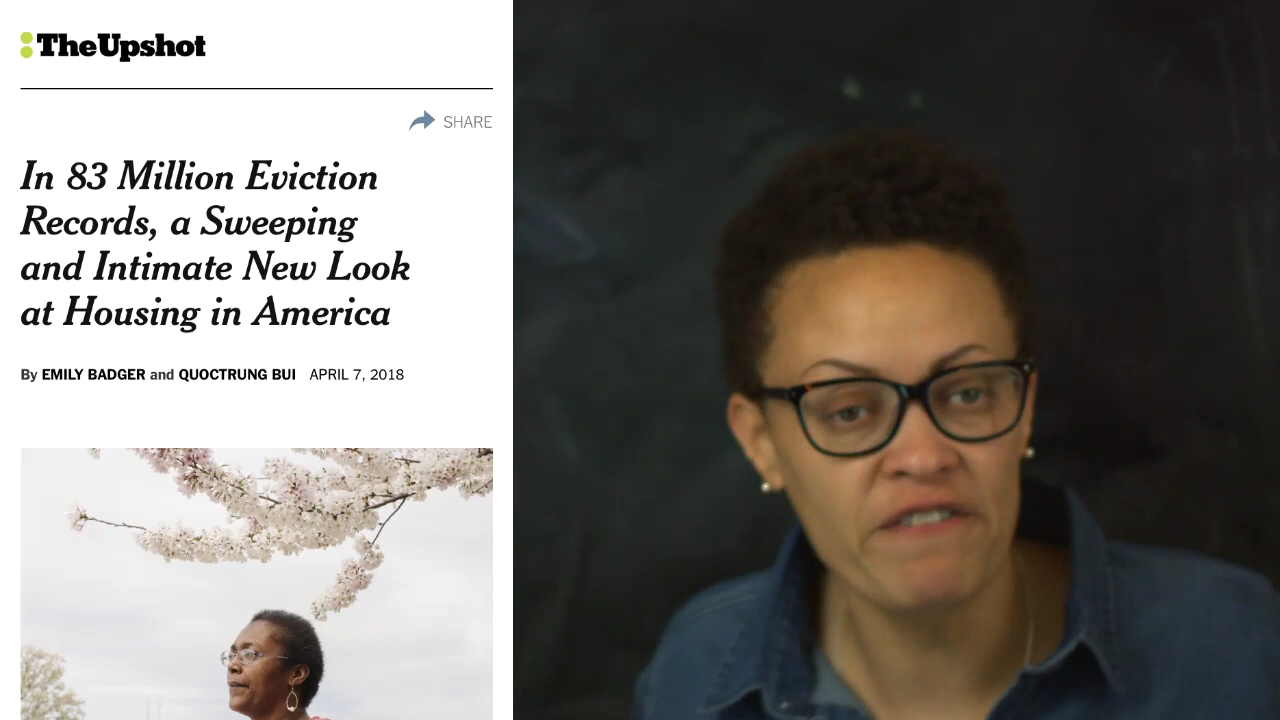 TheUpshot
SHARE
In 83 Million Eviction
Records, a Sweeping
and Intimate New Look
at Housing in America
By EMILY BADGER and QUOCTRUNG BUI APRIL 7, 2018